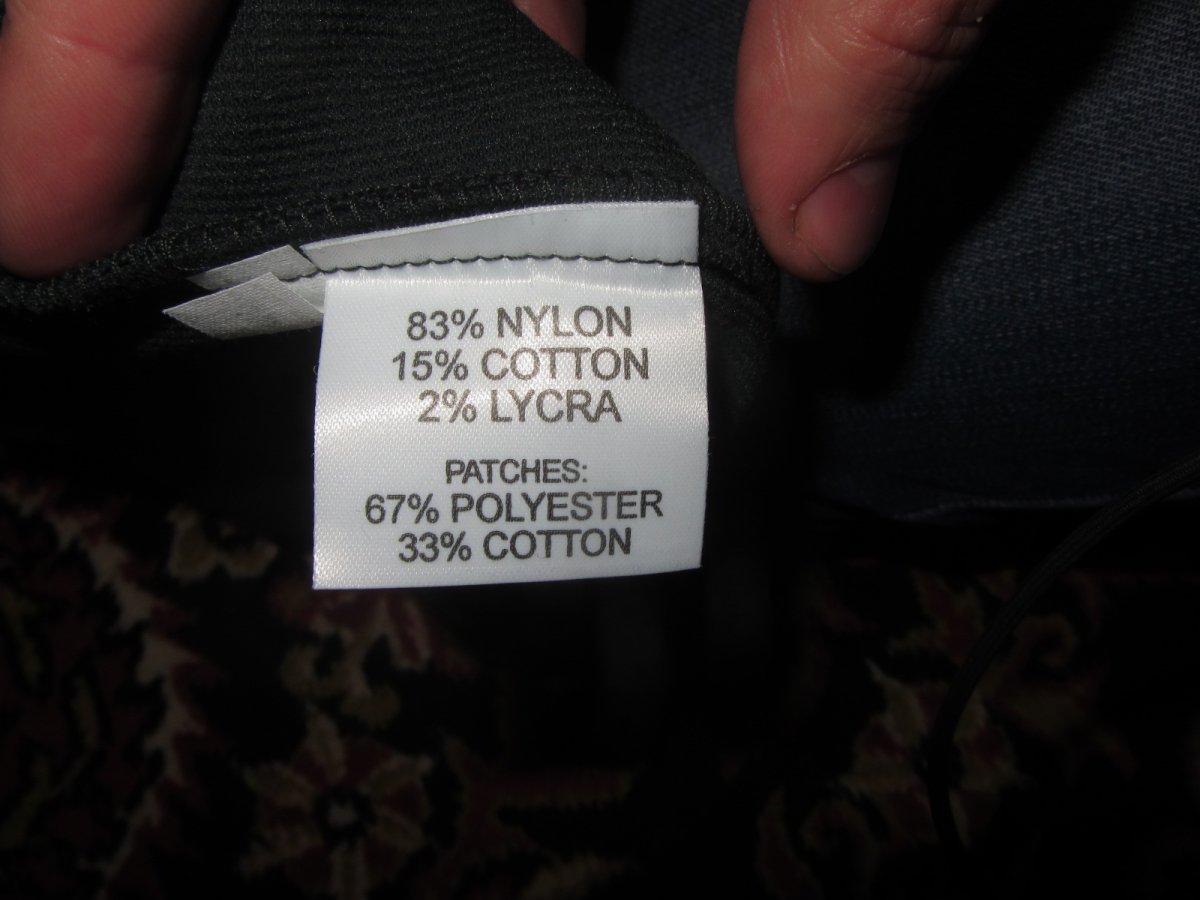 83% NYLON
15% COTTON
2% LYCRA
PATCHES:
67% POLYESTER
33% COTTON